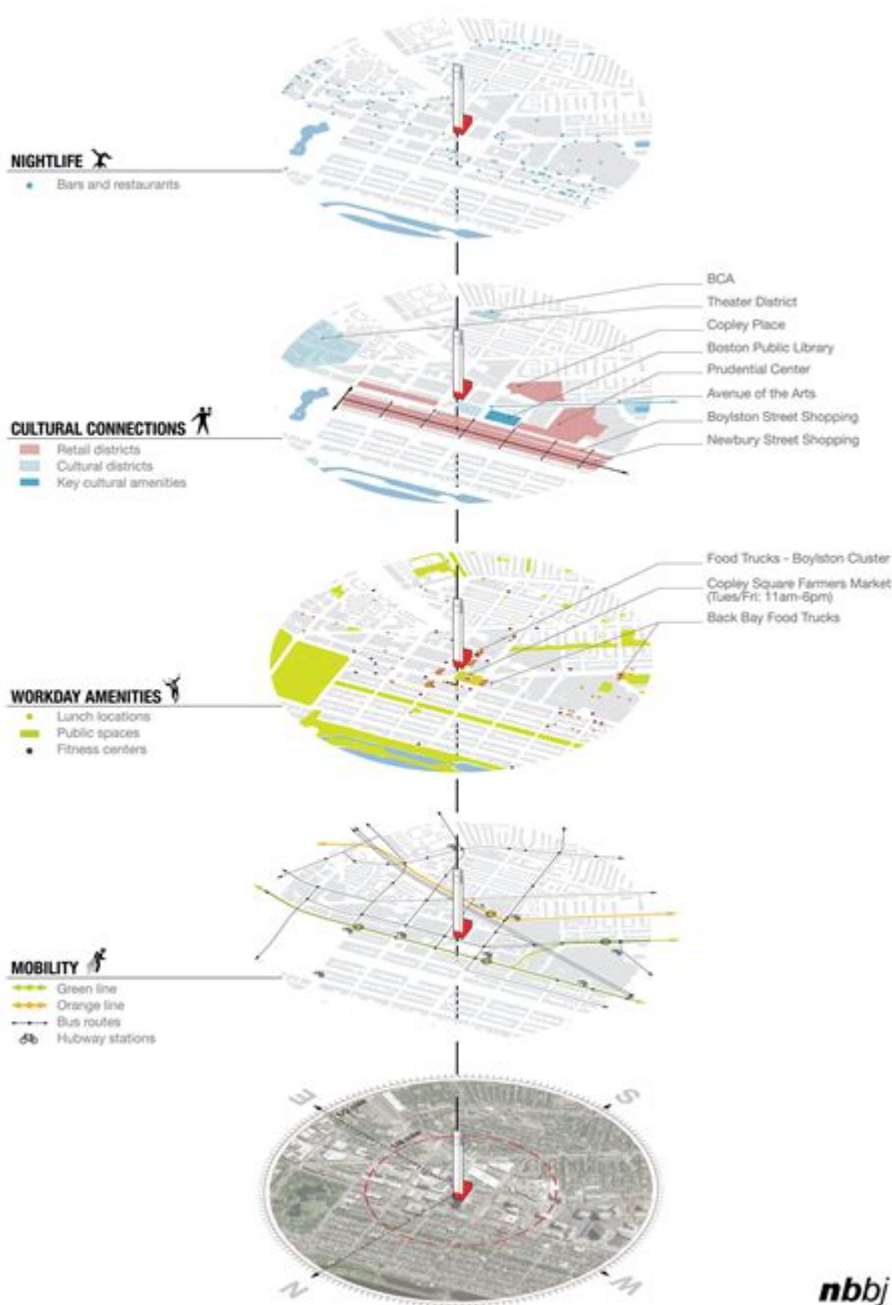 NIGHTLIFE
Bars and restaurants
BCA
Theater District
Copley Place
Boston Public Library
Prudential Center
Avenue of the Arts
Boylston Street Shopping
Newbury Street Shopping
CULTURAL CONNECTIONS
Retail districts
Cultural districts
Key cultural amenities
Food Trucks - Boylston Cluster
Copley Square Farmers Market
(Tues/Fri: 11am-6pm)
Back Bay Food Trucks
WORKDAY AMENITIES
Lunch locations
Public spaces
Fitness centers
MOBILITY
Green line
Orange line
Bus routes
Hubway stations
E
S
N
W
nbbj